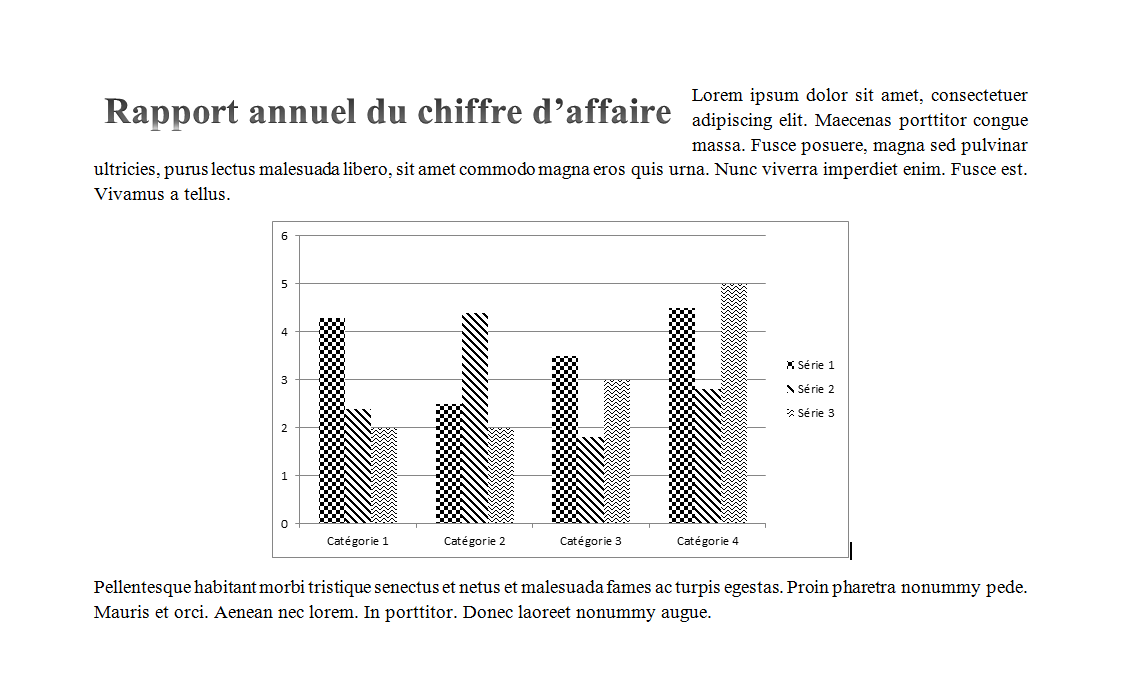 Rapport annuel du chiffre d’affaire
Lorem ipsum dolor sit amet, consectetuer
adipiscing elit. Maecenas porttitor congue
massa. Fusce posuere, magna sed pulvinar
ultricies, purus lectus malesuada libero, sit amet commodo magna eros quis urna. Nunc viverra imperdiet enim. Fusce est.
Vivamus a tellus.
6
5
4
3
2
1
0
Catégorie 1 Catégorie 2 Catégorie 3 Catégorie 4
Série 1
Série 2
Série 3
Pellentesque habitant morbi tristique senectus et netus et malesuada fames ac turpis egestas. Proin pharetra nonummy pede.
Mauris et orci. Aenean nec lorem. In porttitor. Donec laoreet nonummy augue.